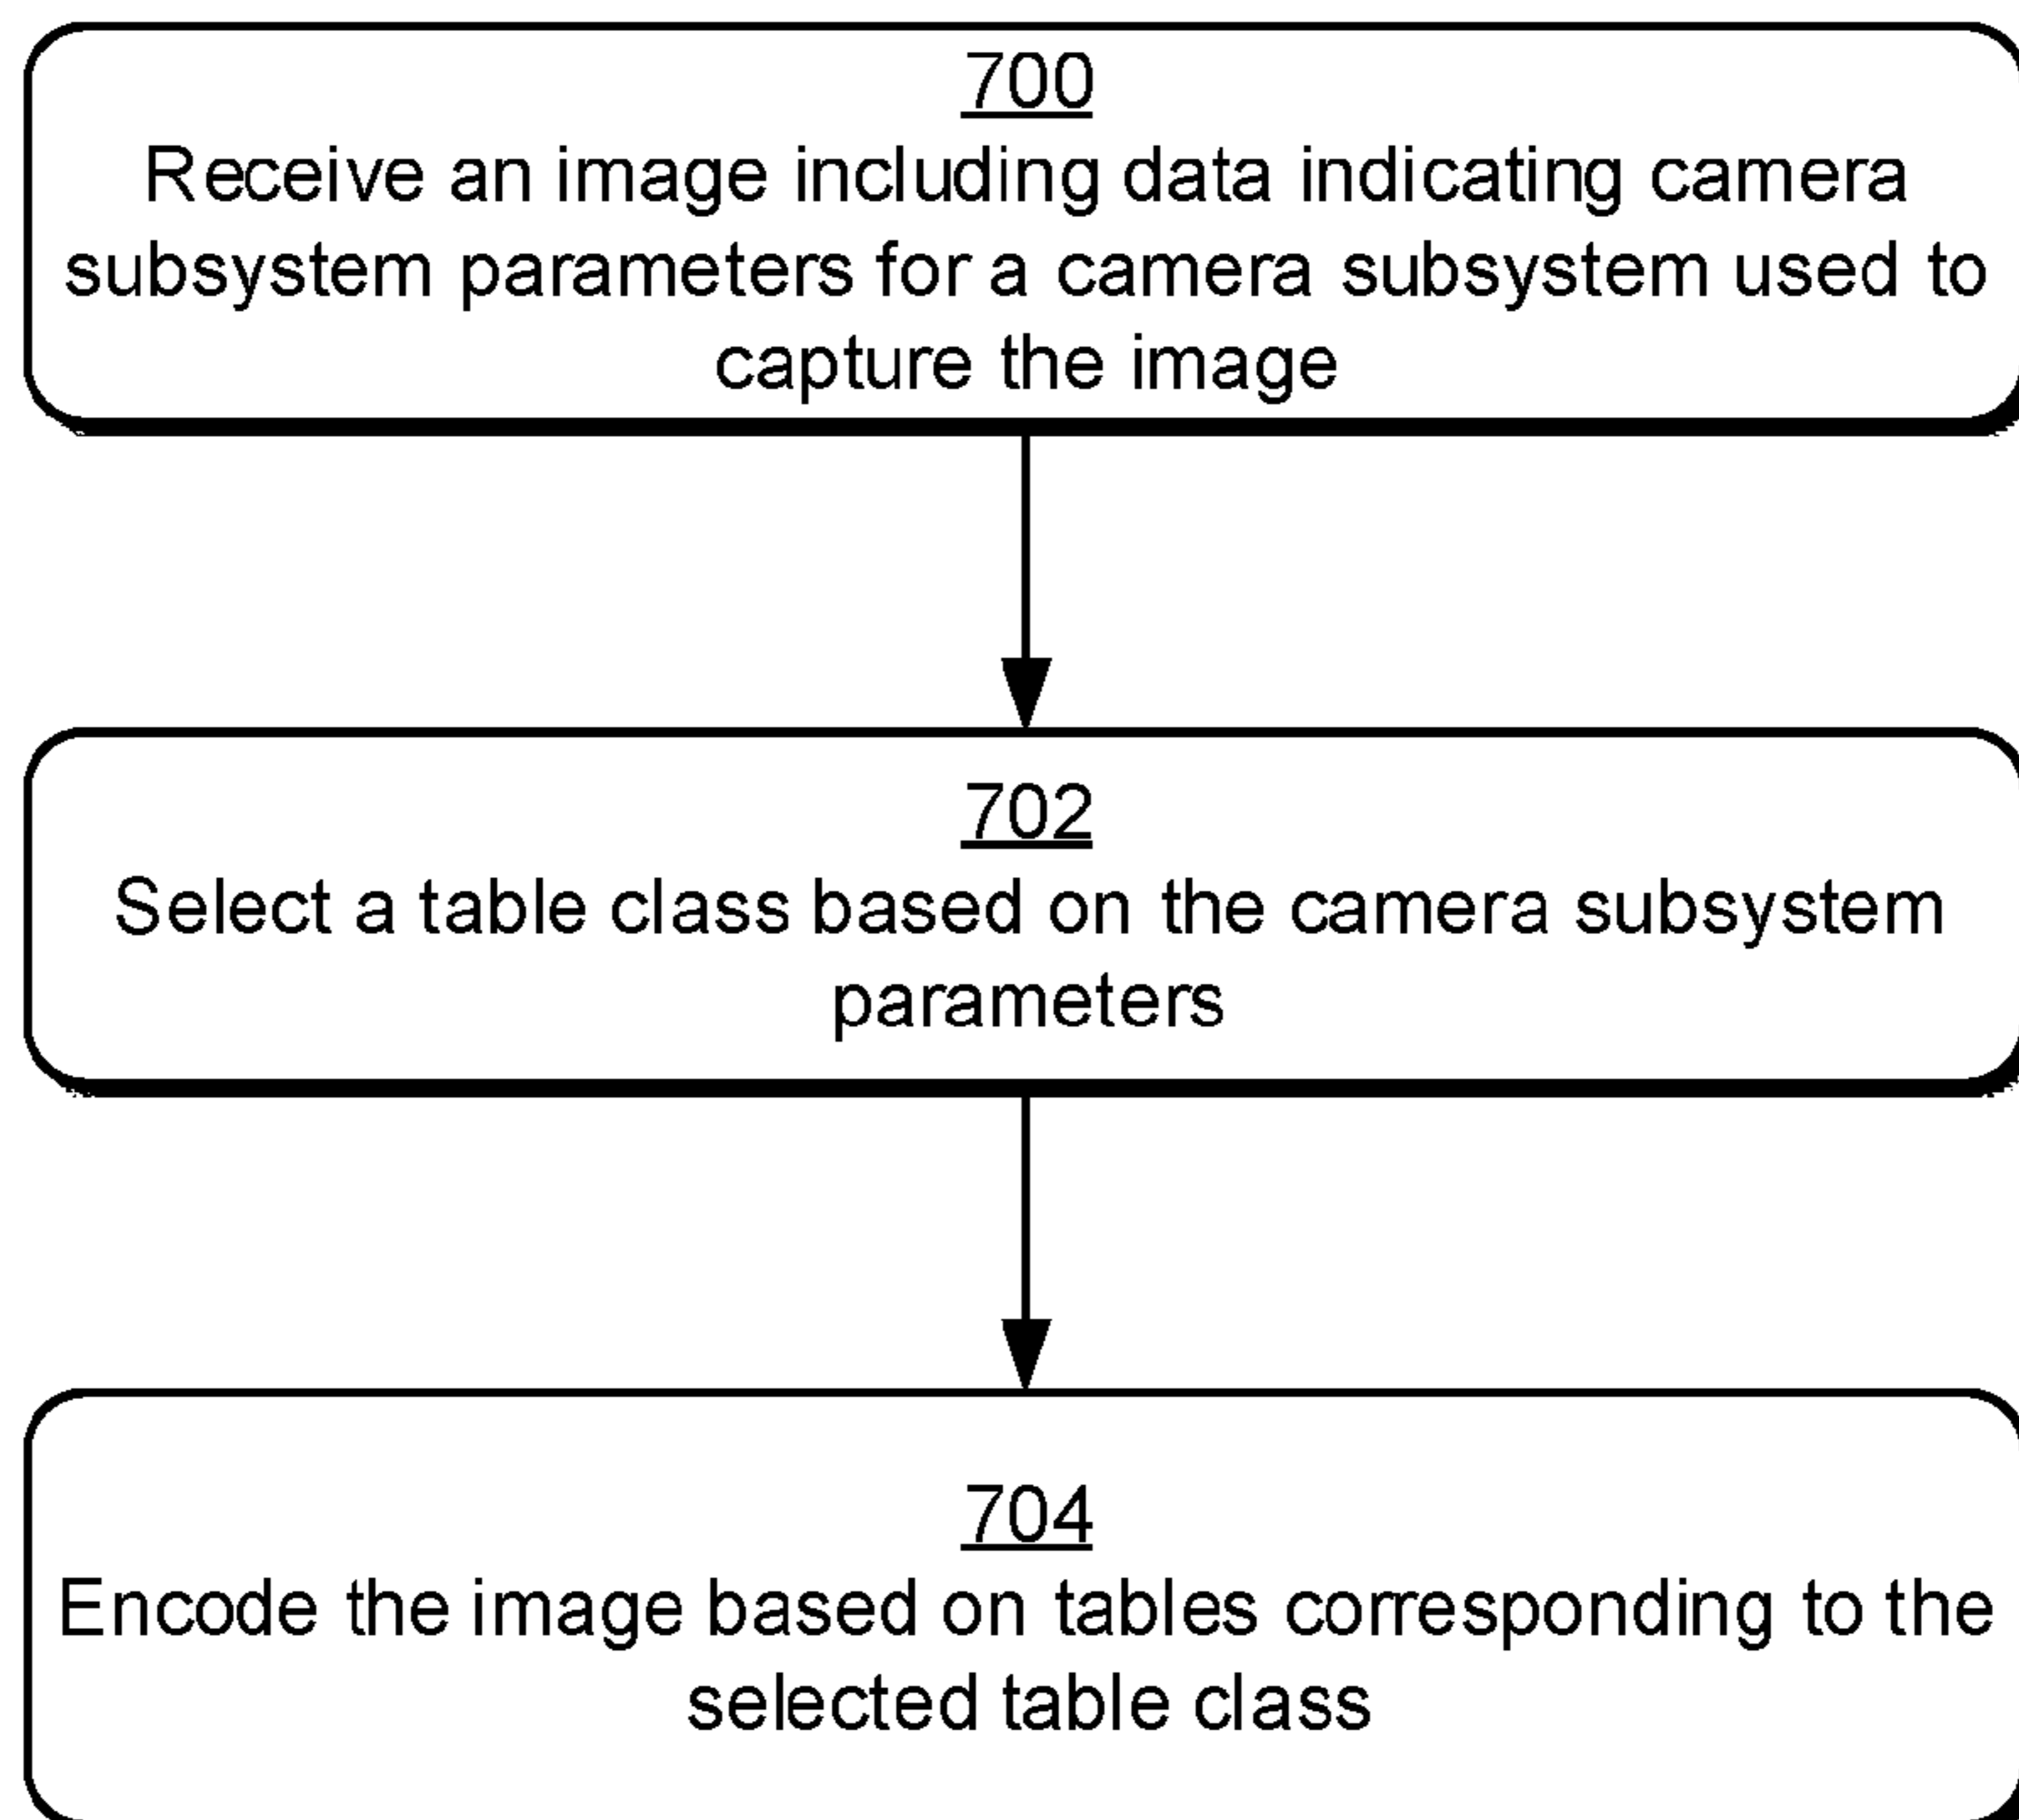 700
Receive an image including data indicating camera
subsystem parameters for a camera subsystem used to
capture the image
702
Select a table class based on the camera subsystem
parameters
704
Encode the image based on tables corresponding to the
selected table class